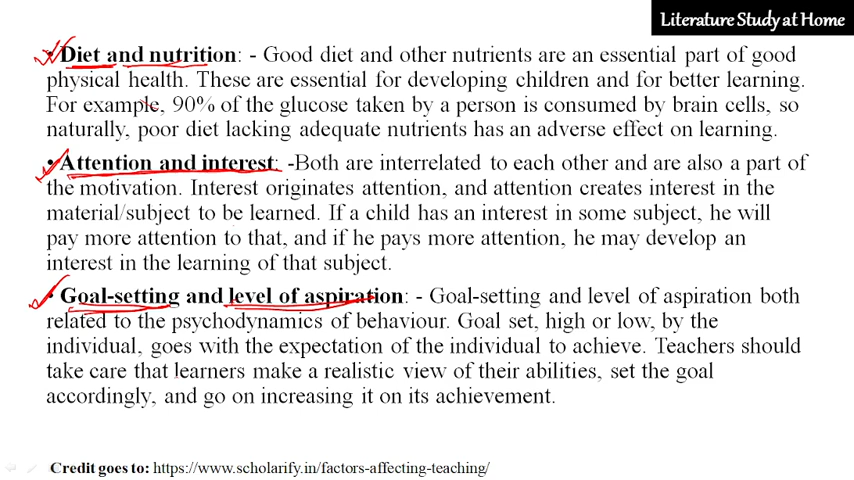 Literature Study at Home
• Diet and nutrition: - Good diet and other nutrients are an essential part of good
physical health. These are essential for developing children and for better learning.
For example, 90% of the glucose taken by a person is consumed by brain cells, so
naturally, poor diet lacking adequate nutrients has an adverse effect on learning.
• Attention and interest: -Both are interrelated to each other and are also a part of
the motivation. Interest originates attention, and attention creates interest in the
material/subject to be learned. If a child has an interest in some subject, he will
pay more attention to that, and if he pays more attention, he may develop an
interest in the learning of that subject.
• Goal-setting and level of aspiration: - Goal-setting and level of aspiration both
related to the psychodynamics of behaviour. Goal set, high or low, by the
individual, goes with the expectation of the individual to achieve. Teachers should
take care that learners make a realistic view of their abilities, set the goal
accordingly, and go on increasing it on its achievement.
Credit goes to: https://www.scholarify.in/factors-affecting-teaching/